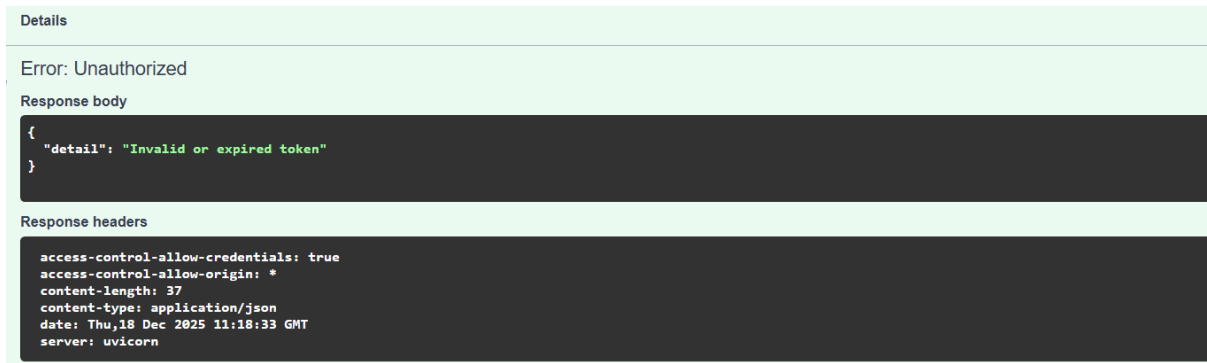 Details
Error: Unauthorized
Response body
{
"detail": "Invalid or expired token"
}
Response headers
access-control-allow-credentials: true
access-control-allow-origin: *
content-length: 37
content-type: application/json
date: Thu,18 Dec 2025 11:18:33 GMT
server: uvicorn